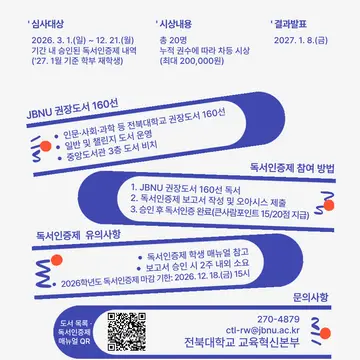 심사대상
2026. 3. 1.(일) ~ 12. 21.(월)
기간 내 승인된 독서인증제 내역
('27. 1월 기준 학부 재학생)
시상내용
총 20명
누적 권수에 따라 차등 시상
(최대 200,000원)
결과발표
2027. 1. 8.(금)
JBNU 권장도서 160선
인문·사회·과학 등 전북대학교 권장도서 160선
일반 및 챌린지 도서 운영
중앙도서관 3층 도서 비치
독서인증제 참여 방법
1. JBNU 권장도서 160선 독서
2. 독서인증제 보고서 작성 및 오아시스 제출
3. 승인 후 독서인증 완료(큰사람포인트 15/20점 지급)
독서인증제 유의사항
• 독서인증제 학생 매뉴얼 참고
• 보고서 승인 시 2주 내외 소요
• 2026학년도 독서인증제 마감 기한: 2026. 12. 18.(금) 15시
문의사항
270-4879
ctl-rw@jbnu.ac.kr
전북대학교 교육혁신본부
도서 목록·
독서인증제
매뉴얼 QR